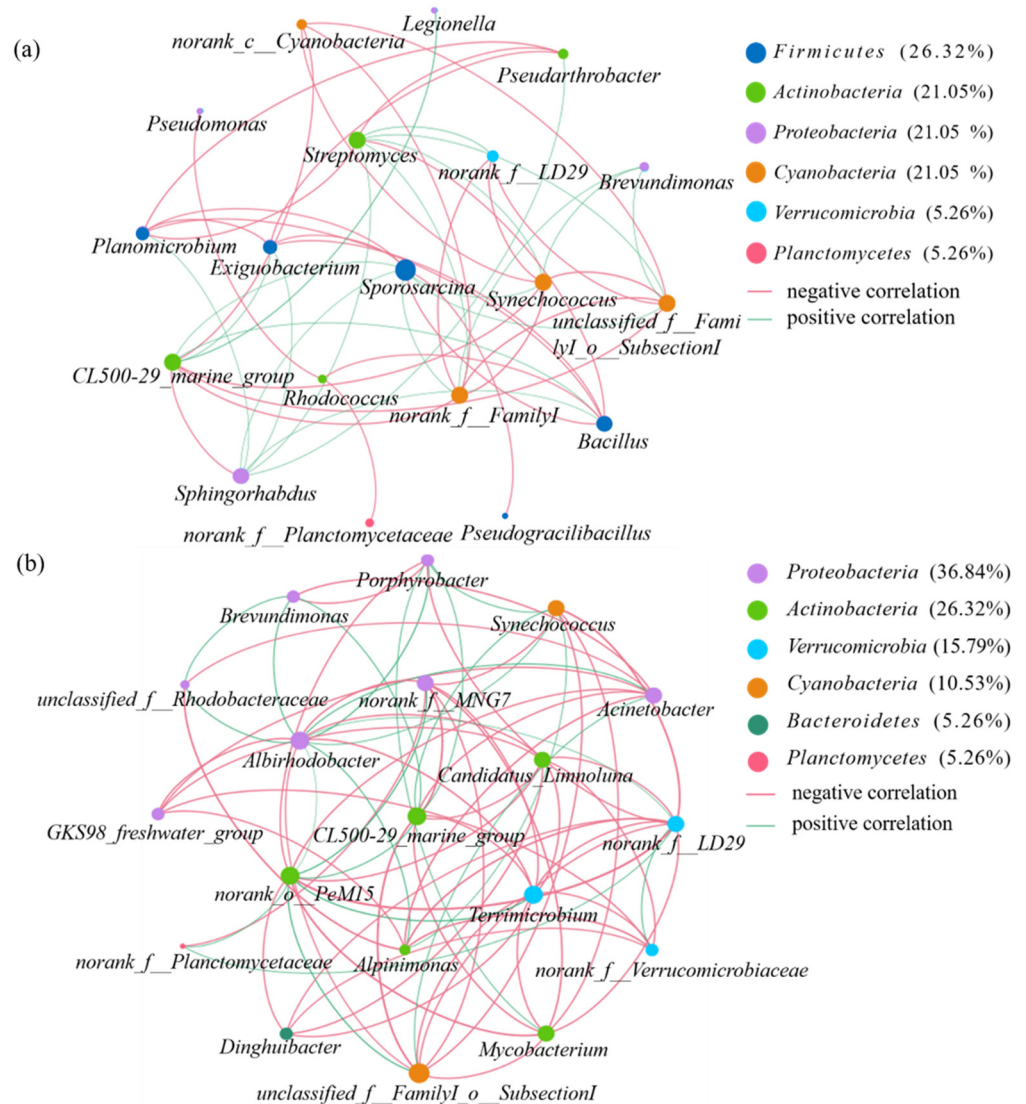 (a)
norank_c__Cyanobacteria
Legionella
Pseudarthrobacter
Pseudomonas
Streptomyces
norank_f__LD29
Brevundimonas
Planomicrobium
Exiguobacterium
Sporosarcina
Synechococcus
unclassified_f__Fami
lyI_o__SubsectionI
CL500-29_marine_group
Rhodococcus
norank_f__FamilyI
Bacillus
Sphingorhabdus
norank_f__Planctomycetaceae
Pseudogracilibacillus
Firmicutes (26.32%)
Actinobacteria (21.05%)
Proteobacteria (21.05 %)
Cyanobacteria (21.05 %)
Verrucomicrobia (5.26%)
Planctomycetes (5.26%)
negative correlation
positive correlation
(b)
Porphyrobacter
Brevundimonas
Synechococcus
unclassified_f__Rhodobacteraceae
norank_f__MNG7
Acinetobacter
Albirhodobacter
Candidatus_Limnoluna
GKS98_freshwater_group
CL500-29_marine_group
norank_f__LD29
norank_o__PeM15
Terrimicrobium
norank_f__Planctomycetaceae
Alpinimonas
norank_f__Verrucomicrobiaceae
Dinghuibacter
Mycobacterium
unclassified_f__FamilyI_o__SubsectionI
Proteobacteria (36.84%)
Actinobacteria (26.32%)
Verrucomicrobia (15.79%)
Cyanobacteria (10.53%)
Bacteroidetes (5.26%)
Planctomycetes (5.26%)
negative correlation
positive correlation